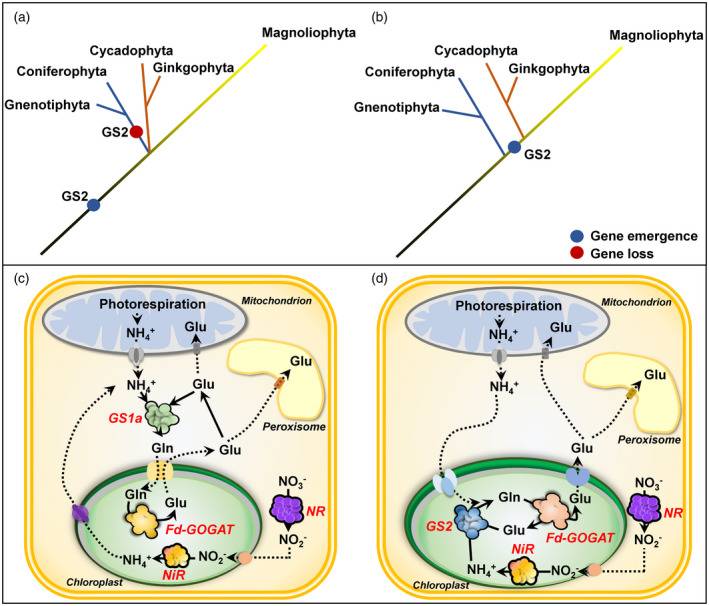 (a)
Magnoliophyta
Cycadophyta
Ginkgophyta
Coniferophyta
Gnenotiphyta
GS2
GS2
(b)
Magnoliophyta
Cycadophyta
Ginkgophyta
Coniferophyta
Gnenotiphyta
GS2
Gene emergence
Gene loss
(c)
Mitochondrion
Photorespiration
NH₄⁺
Glu
Glu
NH₄⁺
Glu
GS1a
Peroxisome
Gln
Glu
Gln
Glu
NO₃⁻
Fd-GOGAT
NR
NO₂⁻
NH₄⁺
NO₂⁻
NiR
Chloroplast
(d)
Mitochondrion
Photorespiration
NH₄⁺
Glu
Glu
NH₄⁺
Peroxisome
Glu
Gln
Glu
NO₃⁻
GS2
NR
Glu
Fd-GOGAT
NO₂⁻
NiR
NH₄⁺
NO₂⁻
Chloroplast